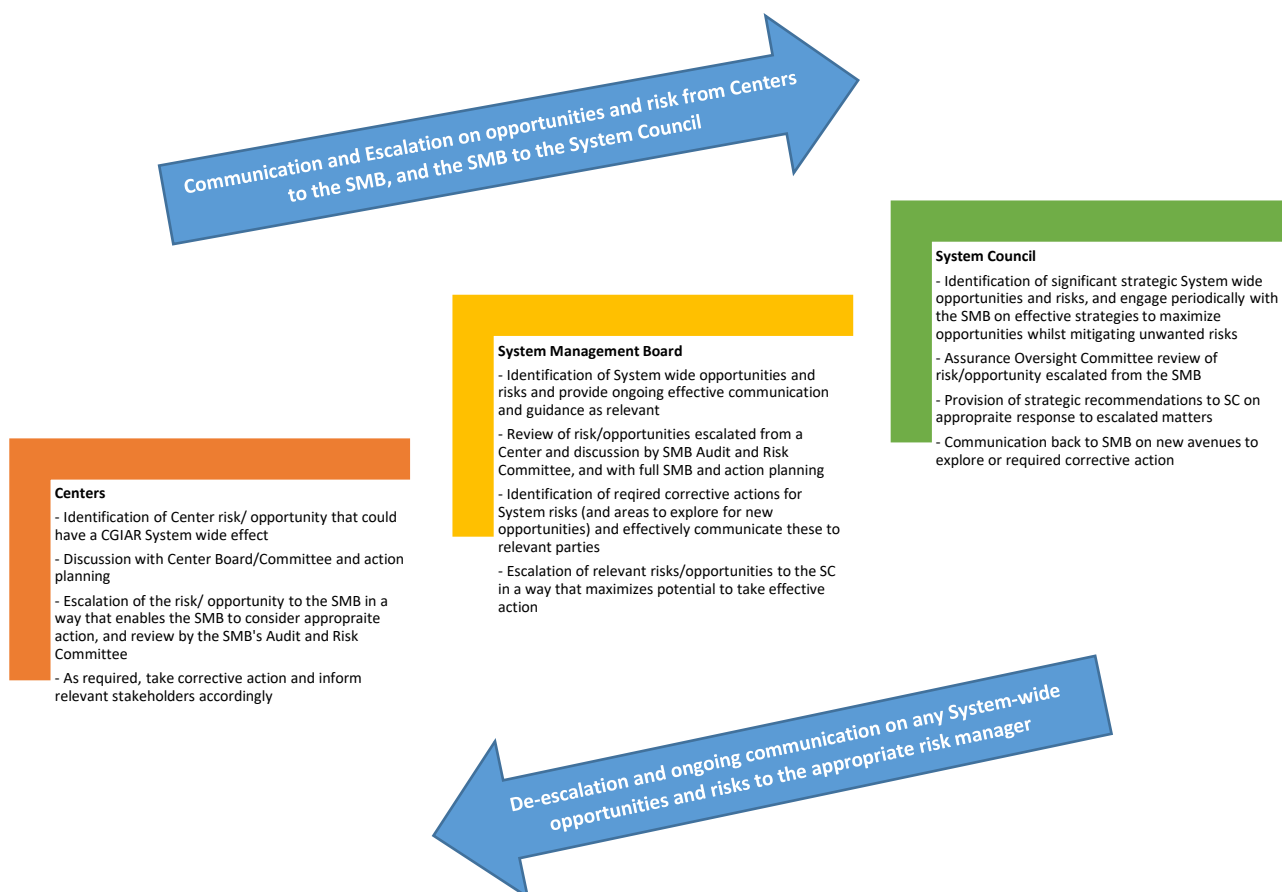 Communication and Escalation on opportunities and risk from Centers
to the SMB, and the SMB to the System Council
System Council
- Identification of significant strategic System wide
opportunities and risks, and engage periodically with
the SMB on effective strategies to maximize
opportunities whilst mitigating unwanted risks
- Assurance Oversight Committee review of
risk/opportunity escalated from the SMB
- Provision of strategic recommendations to SC on
appropraite response to escalated matters
- Communication back to SMB on new avenues to
explore or required corrective action
System Management Board
- Identification of System wide opportunities and
risks and provide ongoing effective communication
and guidance as relevant
- Review of risk/opportunities escalated from a
Center and discussion by SMB Audit and Risk
Committee, and with full SMB and action planning
- Identification of reqired corrective actions for
System risks (and areas to explore for new
opportunities) and effectively communicate these to
relevant parties
- Escalation of relevant risks/opportunities to the SC
in a way that maximizes potential to take effective
action
Centers
- Identification of Center risk/ opportunity that could
have a CGIAR System wide effect
- Discussion with Center Board/Committee and action
planning
- Escalation of the risk/ opportunity to the SMB in a
way that enables the SMB to consider appropraite
action, and review by the SMB's Audit and Risk
Committee
- As required, take corrective action and inform
relevant stakeholders accordingly
De-escalation and ongoing communication on any System-wide
opportunities and risks to the appropriate risk manager